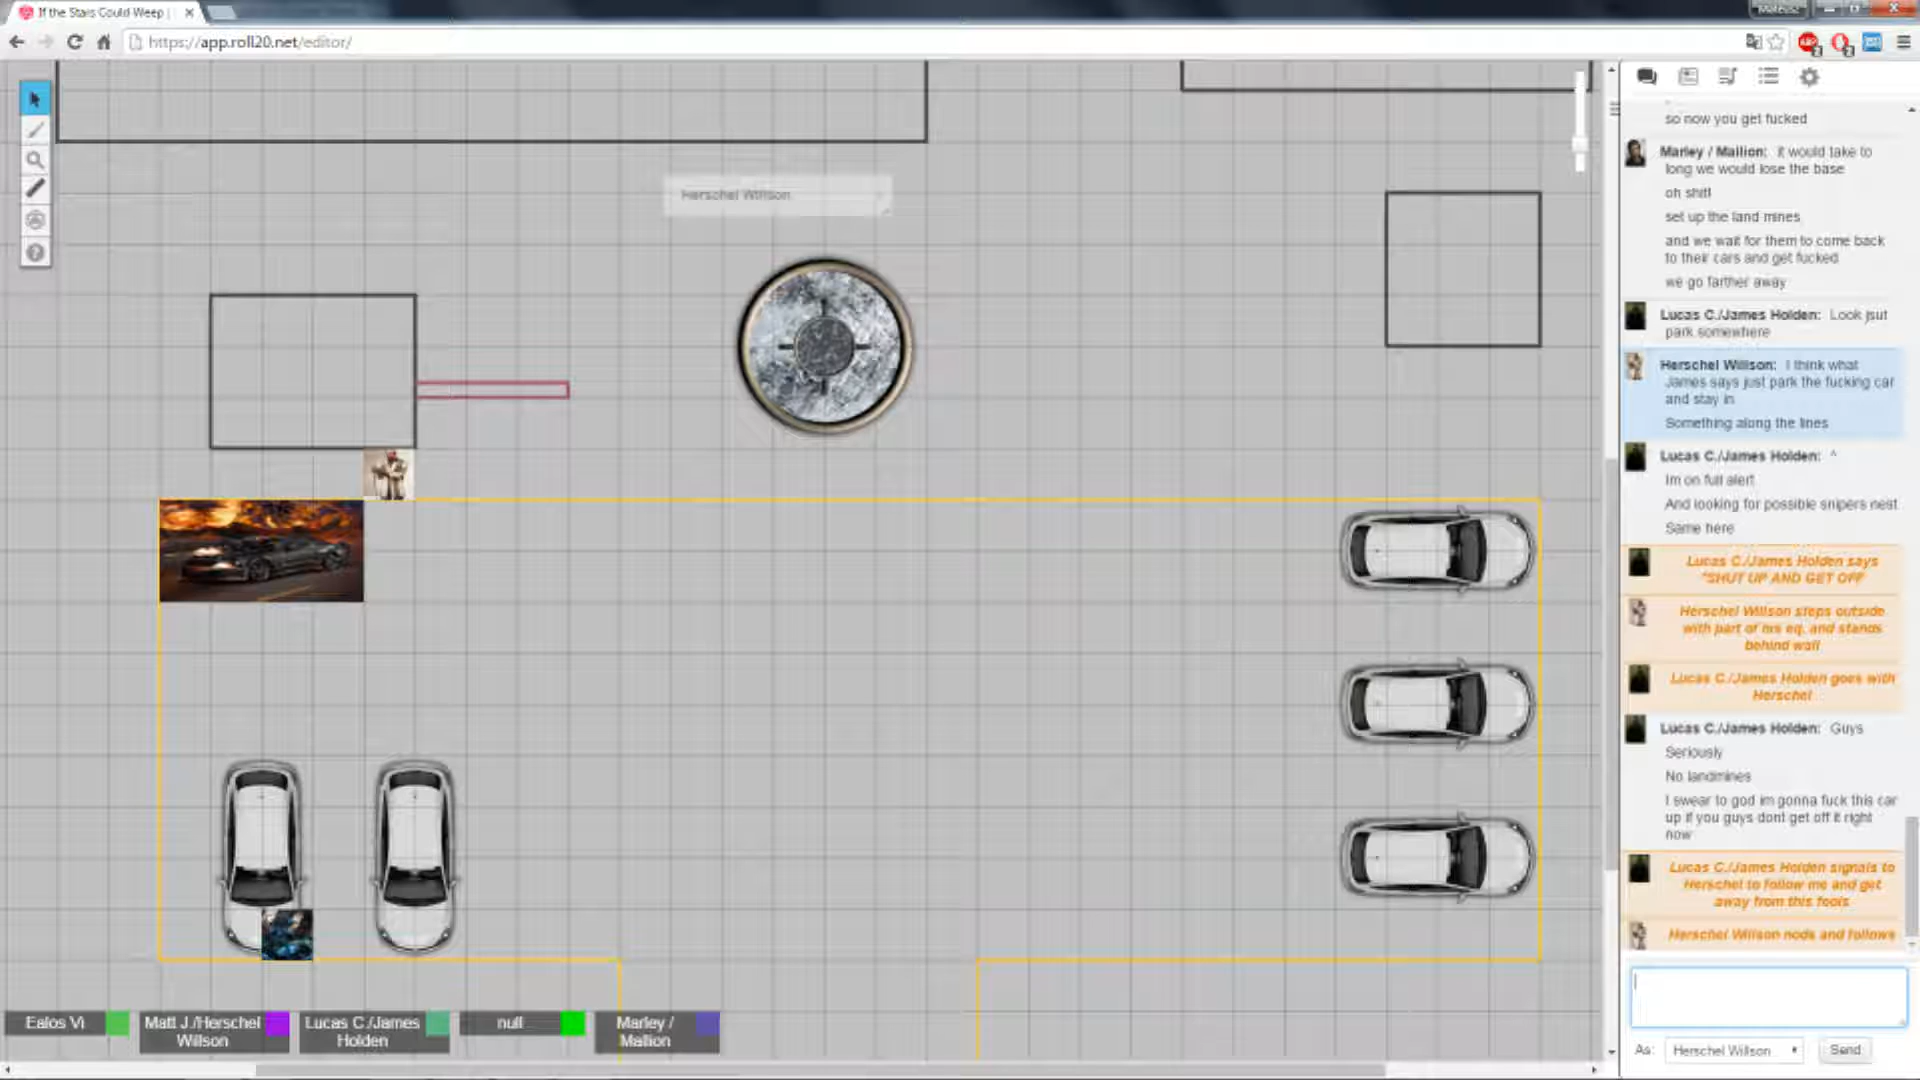 If the Stars Could Weep |
Mateusz
https://app.roll20.net/editor/
Herschel Willson
so now you get fucked
Marley / Mallion: it would take to
long we would lose the base
oh shit!
set up the land mines
and we wait for them to come back
to their cars and get fucked
we go farther away
Lucas C./James Holden: Look jsut
park somewhere
Herschel Willson: I think what
James says just park the fucking car
and stay in
Something along the lines
Lucas C./James Holden: ^
Im on full alert
And looking for possible snipers nest
Same here
Lucas C./James Holden says
"SHUT UP AND GET OFF
Herschel Willson steps outside
with part of his eq. and stands
behind wall
Lucas C./James Holden goes with
Herschel
Lucas C./James Holden: Guys
Seriously
No landmines
I swear to god im gonna fuck this car
up if you guys dont get off it right
now
Lucas C./James Holden signals to
Herschel to follow me and get
away from this fools
Herschel Willson nods and follows
Ealos Vi
Matt J./Herschel
Willson
Lucas C./James
Holden
null
Marley /
Mallion
As: Herschel Willson
Send